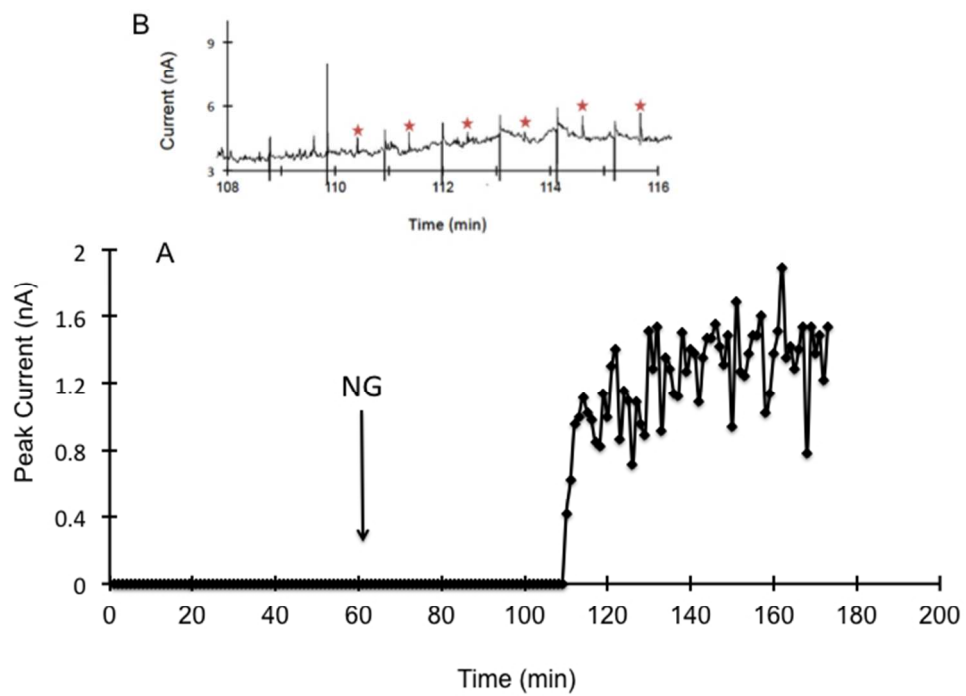 B
Current (nA)
9
6
3
108 110 112 114 116
Time (min)
A
Peak Current (nA)
2
1.6
1.2
0.8
0.4
0
NG
0 20 40 60 80 100 120 140 160 180 200
Time (min)